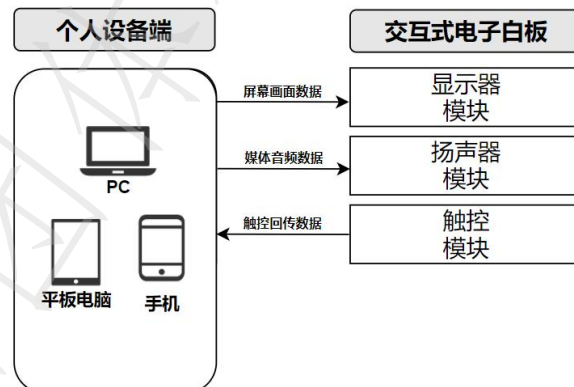 个人设备端
交互式电子白板
屏幕画面数据
显示器
模块
媒体音频数据
扬声器
模块
PC
触控回传数据
触控
模块
平板电脑
手机